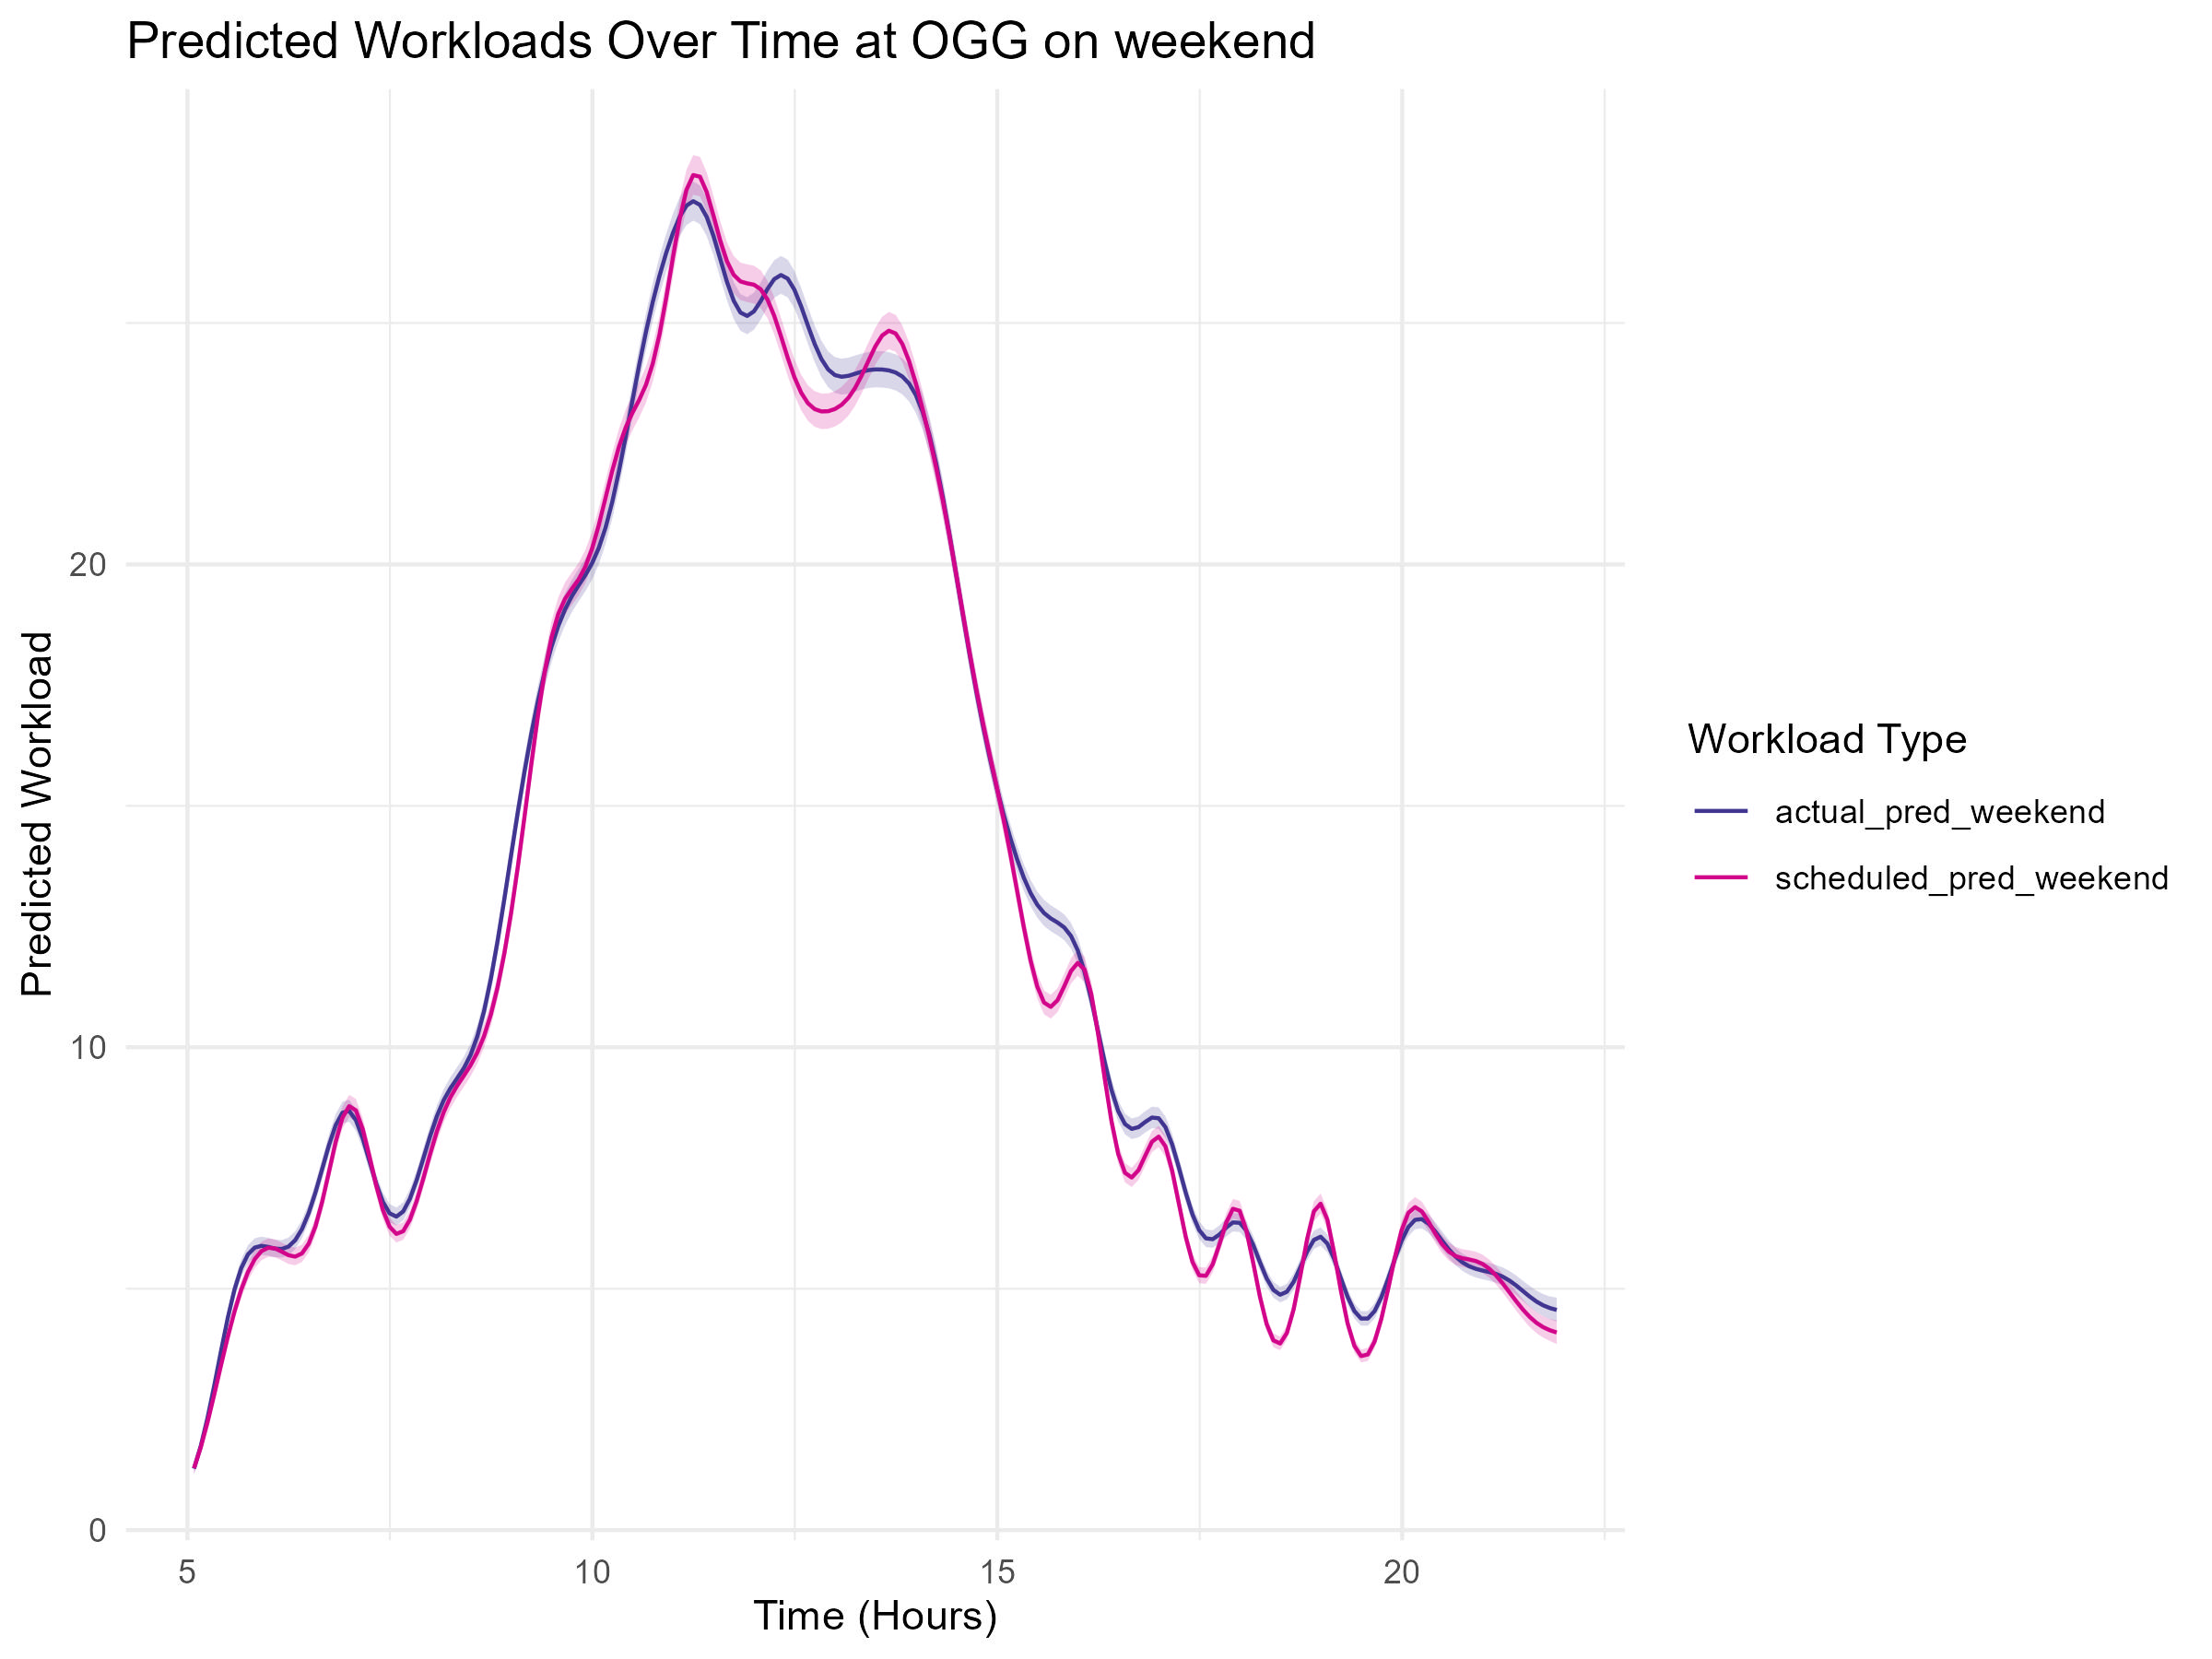 Predicted Workloads Over Time at OGG on weekend
Predicted Workload
20
10
0
5 10 15 20
Time (Hours)
Workload Type
actual_pred_weekend
scheduled_pred_weekend